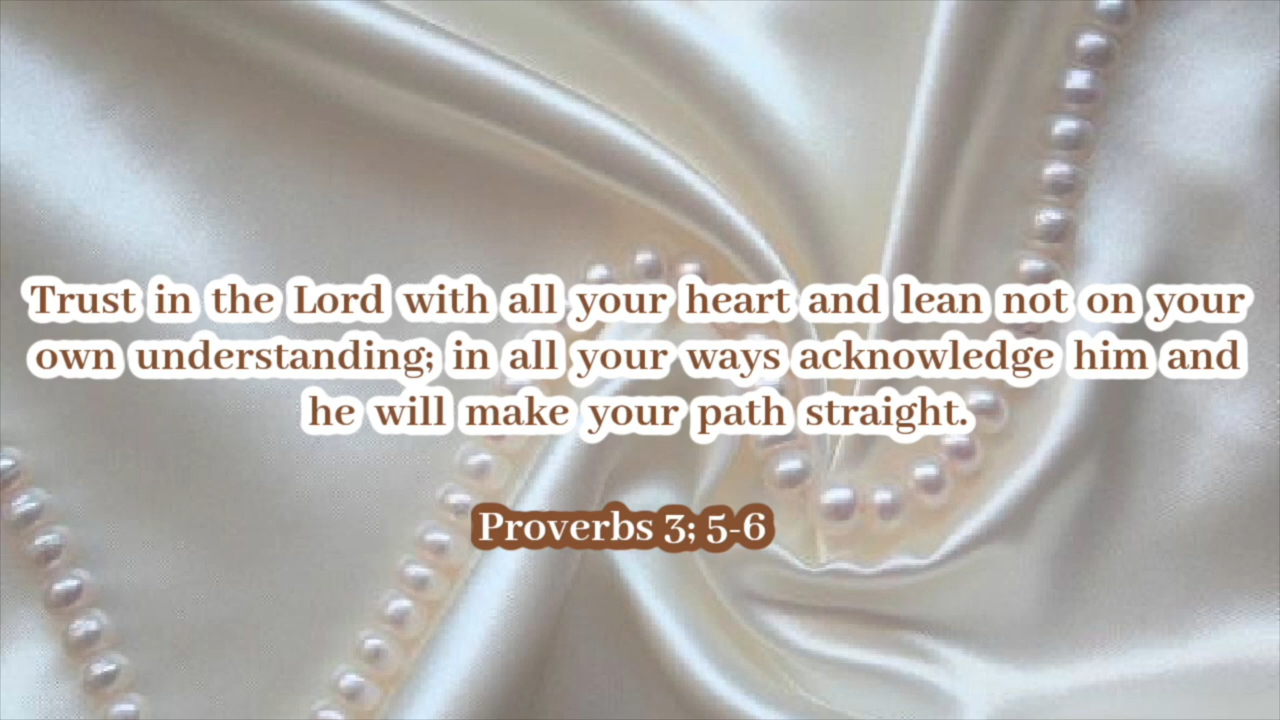 Trust in the Lord with all your heart and lean not on your
own understanding; in all your ways acknowledge him and
he will make your path straight.
Proverbs 3; 5-6